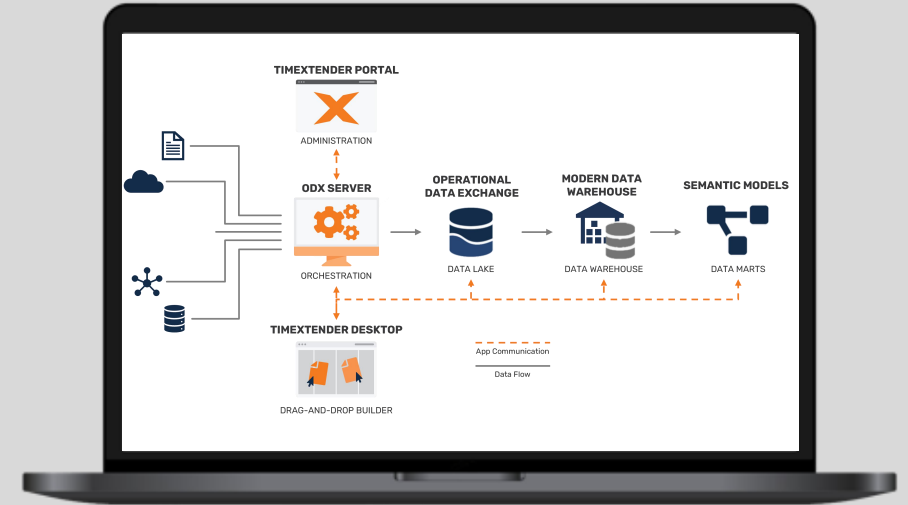 TIMEXTENDER PORTAL
ADMINISTRATION
ODX SERVER
ORCHESTRATION
OPERATIONAL
DATA EXCHANGE
DATA LAKE
MODERN DATA
WAREHOUSE
DATA WAREHOUSE
SEMANTIC MODELS
DATA MARTS
TIMEXTENDER DESKTOP
DRAG-AND-DROP BUILDER
App Communication
Data Flow